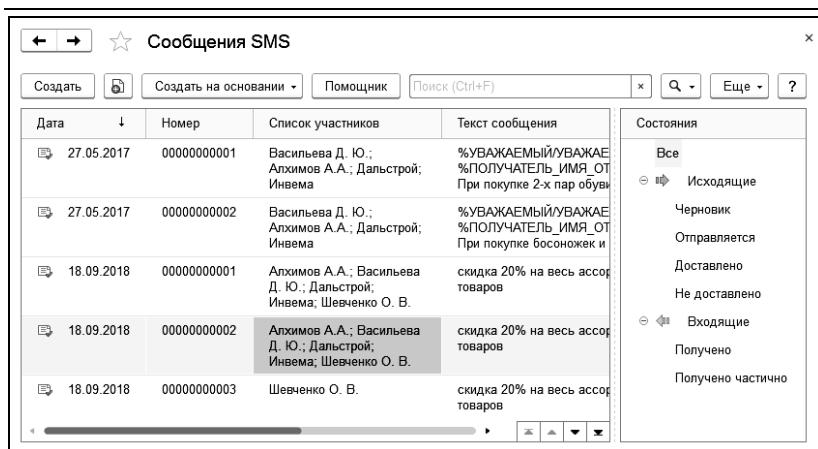 Сообщения SMS
Создать
Создать на основании
Помощник
Поиск (Ctrl+F)
Еще
?
Дата ↓ Номер Список участников Текст сообщения
27.05.2017 00000000001 Васильева Д. Ю.; %УВАЖАЕМЫЙ/УВАЖАЕ
Алхимов А.А.; Дальстрой; %ПОЛУЧАТЕЛЬ_ИМЯ_ОТ
Инвема При покупке 2-х пар обуви
27.05.2017 00000000002 Васильева Д. Ю.; %УВАЖАЕМЫЙ/УВАЖАЕ
Алхимов А.А.; Дальстрой; %ПОЛУЧАТЕЛЬ_ИМЯ_ОТ
Инвема При покупке босоножек и
18.09.2018 00000000001 Алхимов А.А.; Васильева скидка 20% на весь ассор
Д. Ю.; Дальстрой; товаров
Инвема; Шевченко О. В.
18.09.2018 00000000002 Алхимов А.А.; Васильева скидка 20% на весь ассор
Д. Ю.; Дальстрой; товаров
Инвема; Шевченко О. В.
18.09.2018 00000000003 Шевченко О. В. скидка 20% на весь ассор
товаров
Состояния
Все
Исходящие
Черновик
Отправляется
Доставлено
Не доставлено
Входящие
Получено
Получено частично